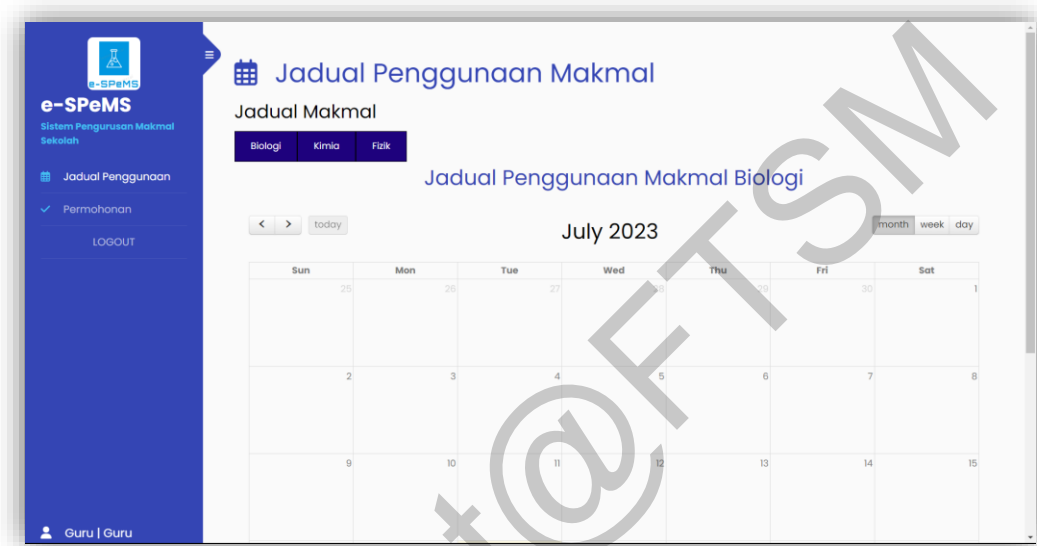 e-SPeMS
e-SPeMS
Sistem Pengurusan Makmal
Sekolah
Jadual Penggunaan
Permohonan
LOGOUT
Guru | Guru
Jadual Penggunaan Makmal
Jadual Makmal
Biologi Kimia Fizik
Jadual Penggunaan Makmal Biologi
today
July 2023
month week day
Sun Mon Tue Wed Thu Fri Sat
25 26 27 28 29 30 1
2 3 4 5 6 7 8
9 10 11 12 13 14 15
t@FTSM